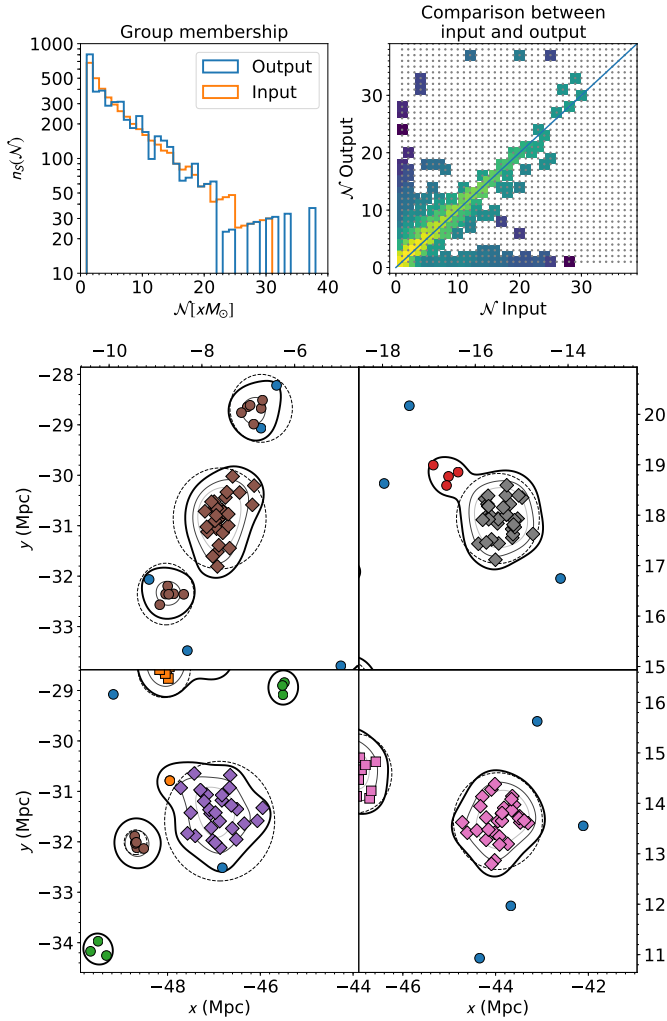 Group membership
Comparison between
input and output
1000
500
300
100
50
30
10
n_S(𝒩)
Output
Input
0 10 20 30 40
𝒩[xM⊙]
30
20
10
0
𝒩 Output
0 10 20 30
𝒩 Input
−10 −8 −6 −18 −16 −14
−28
−29
−30
−31
−32
−33
y (Mpc)
20
19
18
17
16
15
−29
−30
−31
−32
−33
−34
y (Mpc)
16
15
14
13
12
11
−48 −46 −44 −46 −44 −42
x (Mpc) x (Mpc)